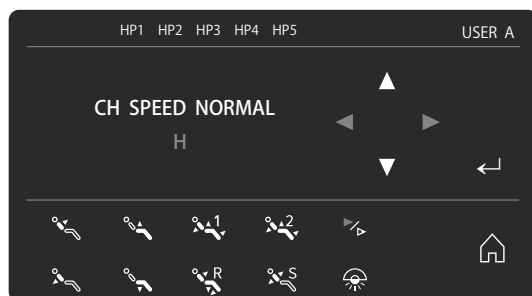 HP1 HP2 HP3 HP4 HP5 USER A
CH SPEED NORMAL
H
1 2
R S